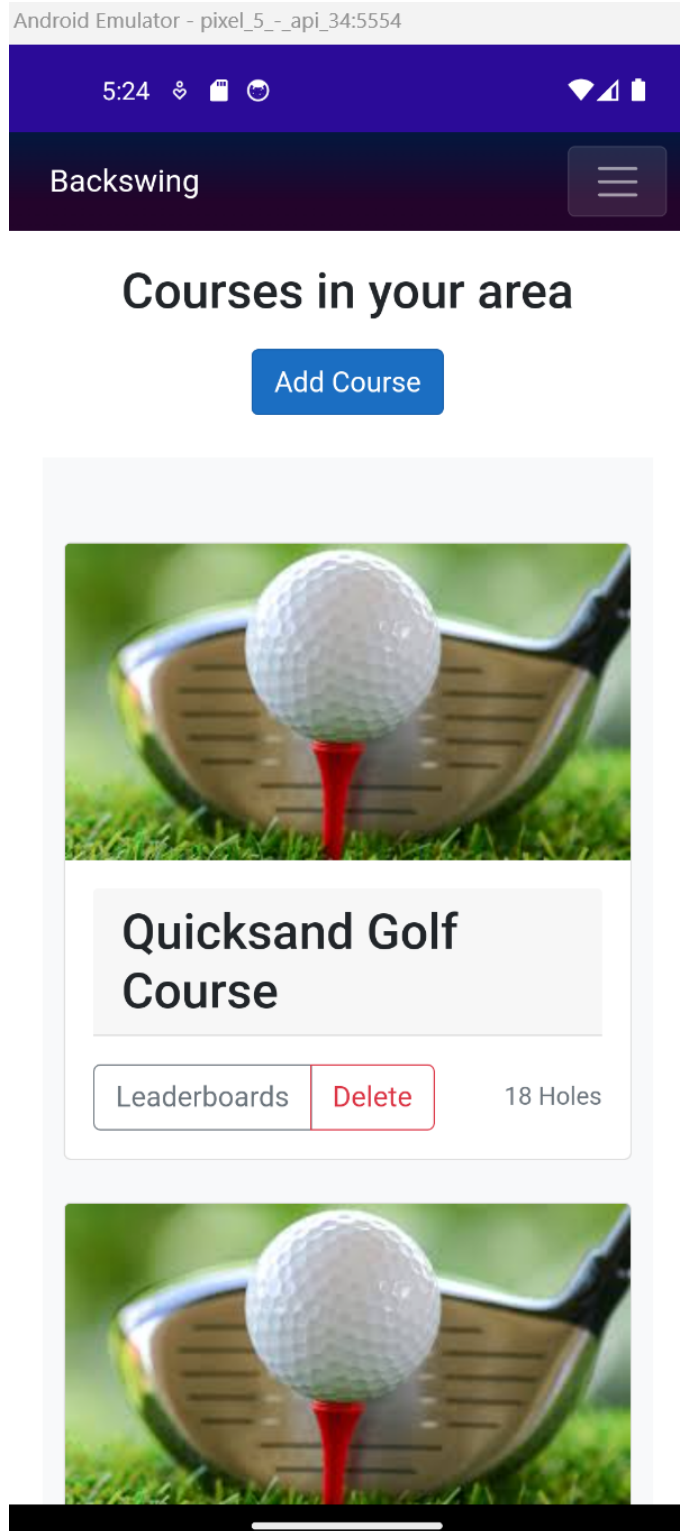 Android Emulator - pixel_5_-_api_34:5554
5:24
Backswing
Courses in your area
Add Course
Quicksand Golf
Course
Leaderboards Delete 18 Holes